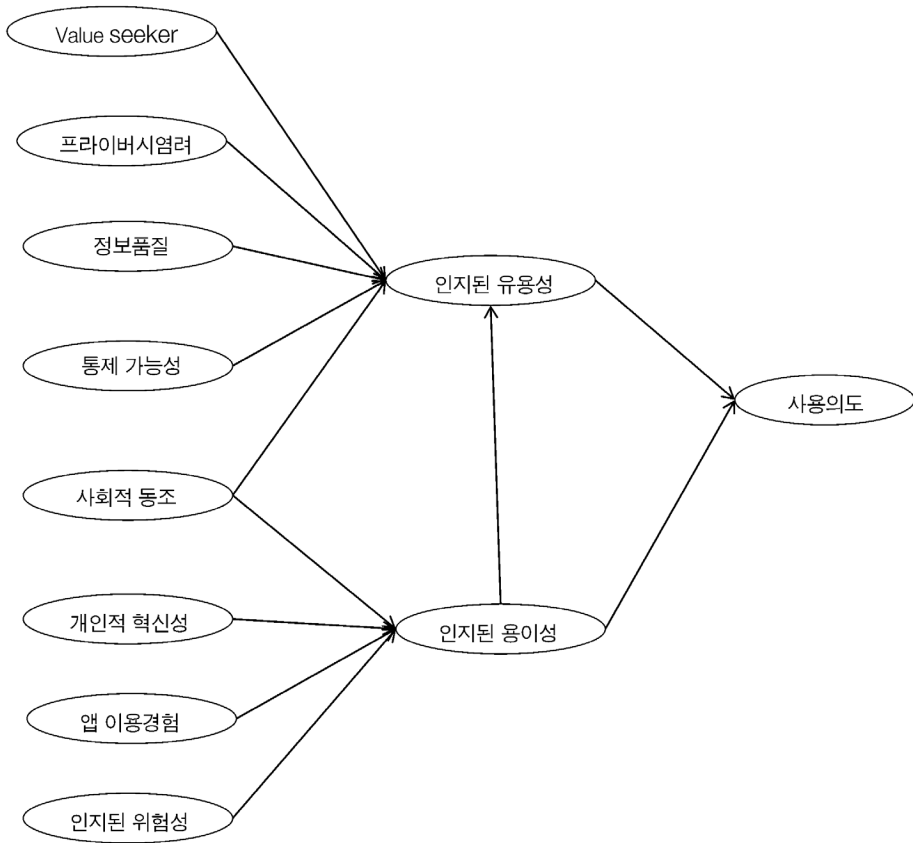 Value seeker
프라이버시염려
정보품질
인지된 유용성
통제 가능성
사용의도
사회적 동조
개인적 혁신성
인지된 용이성
앱 이용경험
인지된 위험성